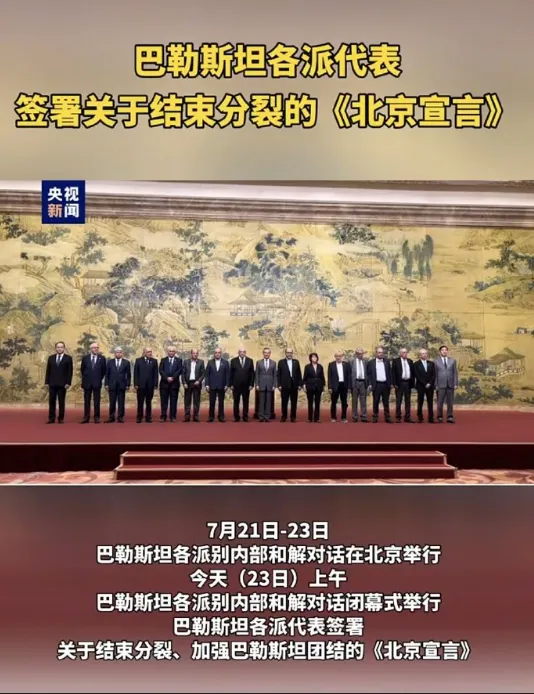 巴勒斯坦各派代表
签署关于结束分裂的《北京宣言》
央视
新闻
7月21日-23日
巴勒斯坦各派别内部和解对话在北京举行
今天（23日）上午
巴勒斯坦各派别内部和解对话闭幕式举行
巴勒斯坦各派代表签署
关于结束分裂、加强巴勒斯坦团结的《北京宣言》